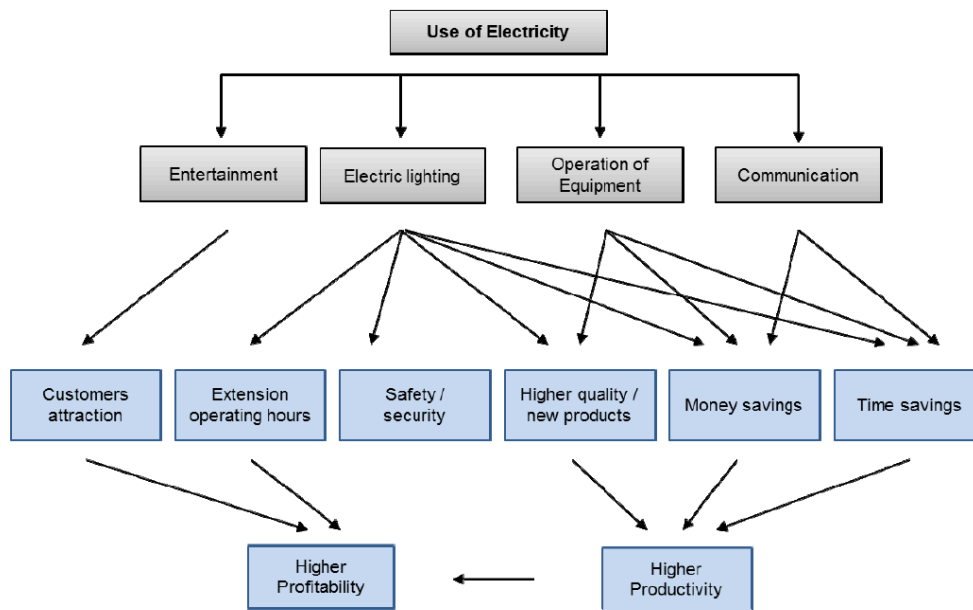 Use of Electricity
Entertainment
Electric lighting
Operation of
Equipment
Communication
Customers
attraction
Extension
operating hours
Safety /
security
Higher quality /
new products
Money savings
Time savings
Higher
Profitability
Higher
Productivity